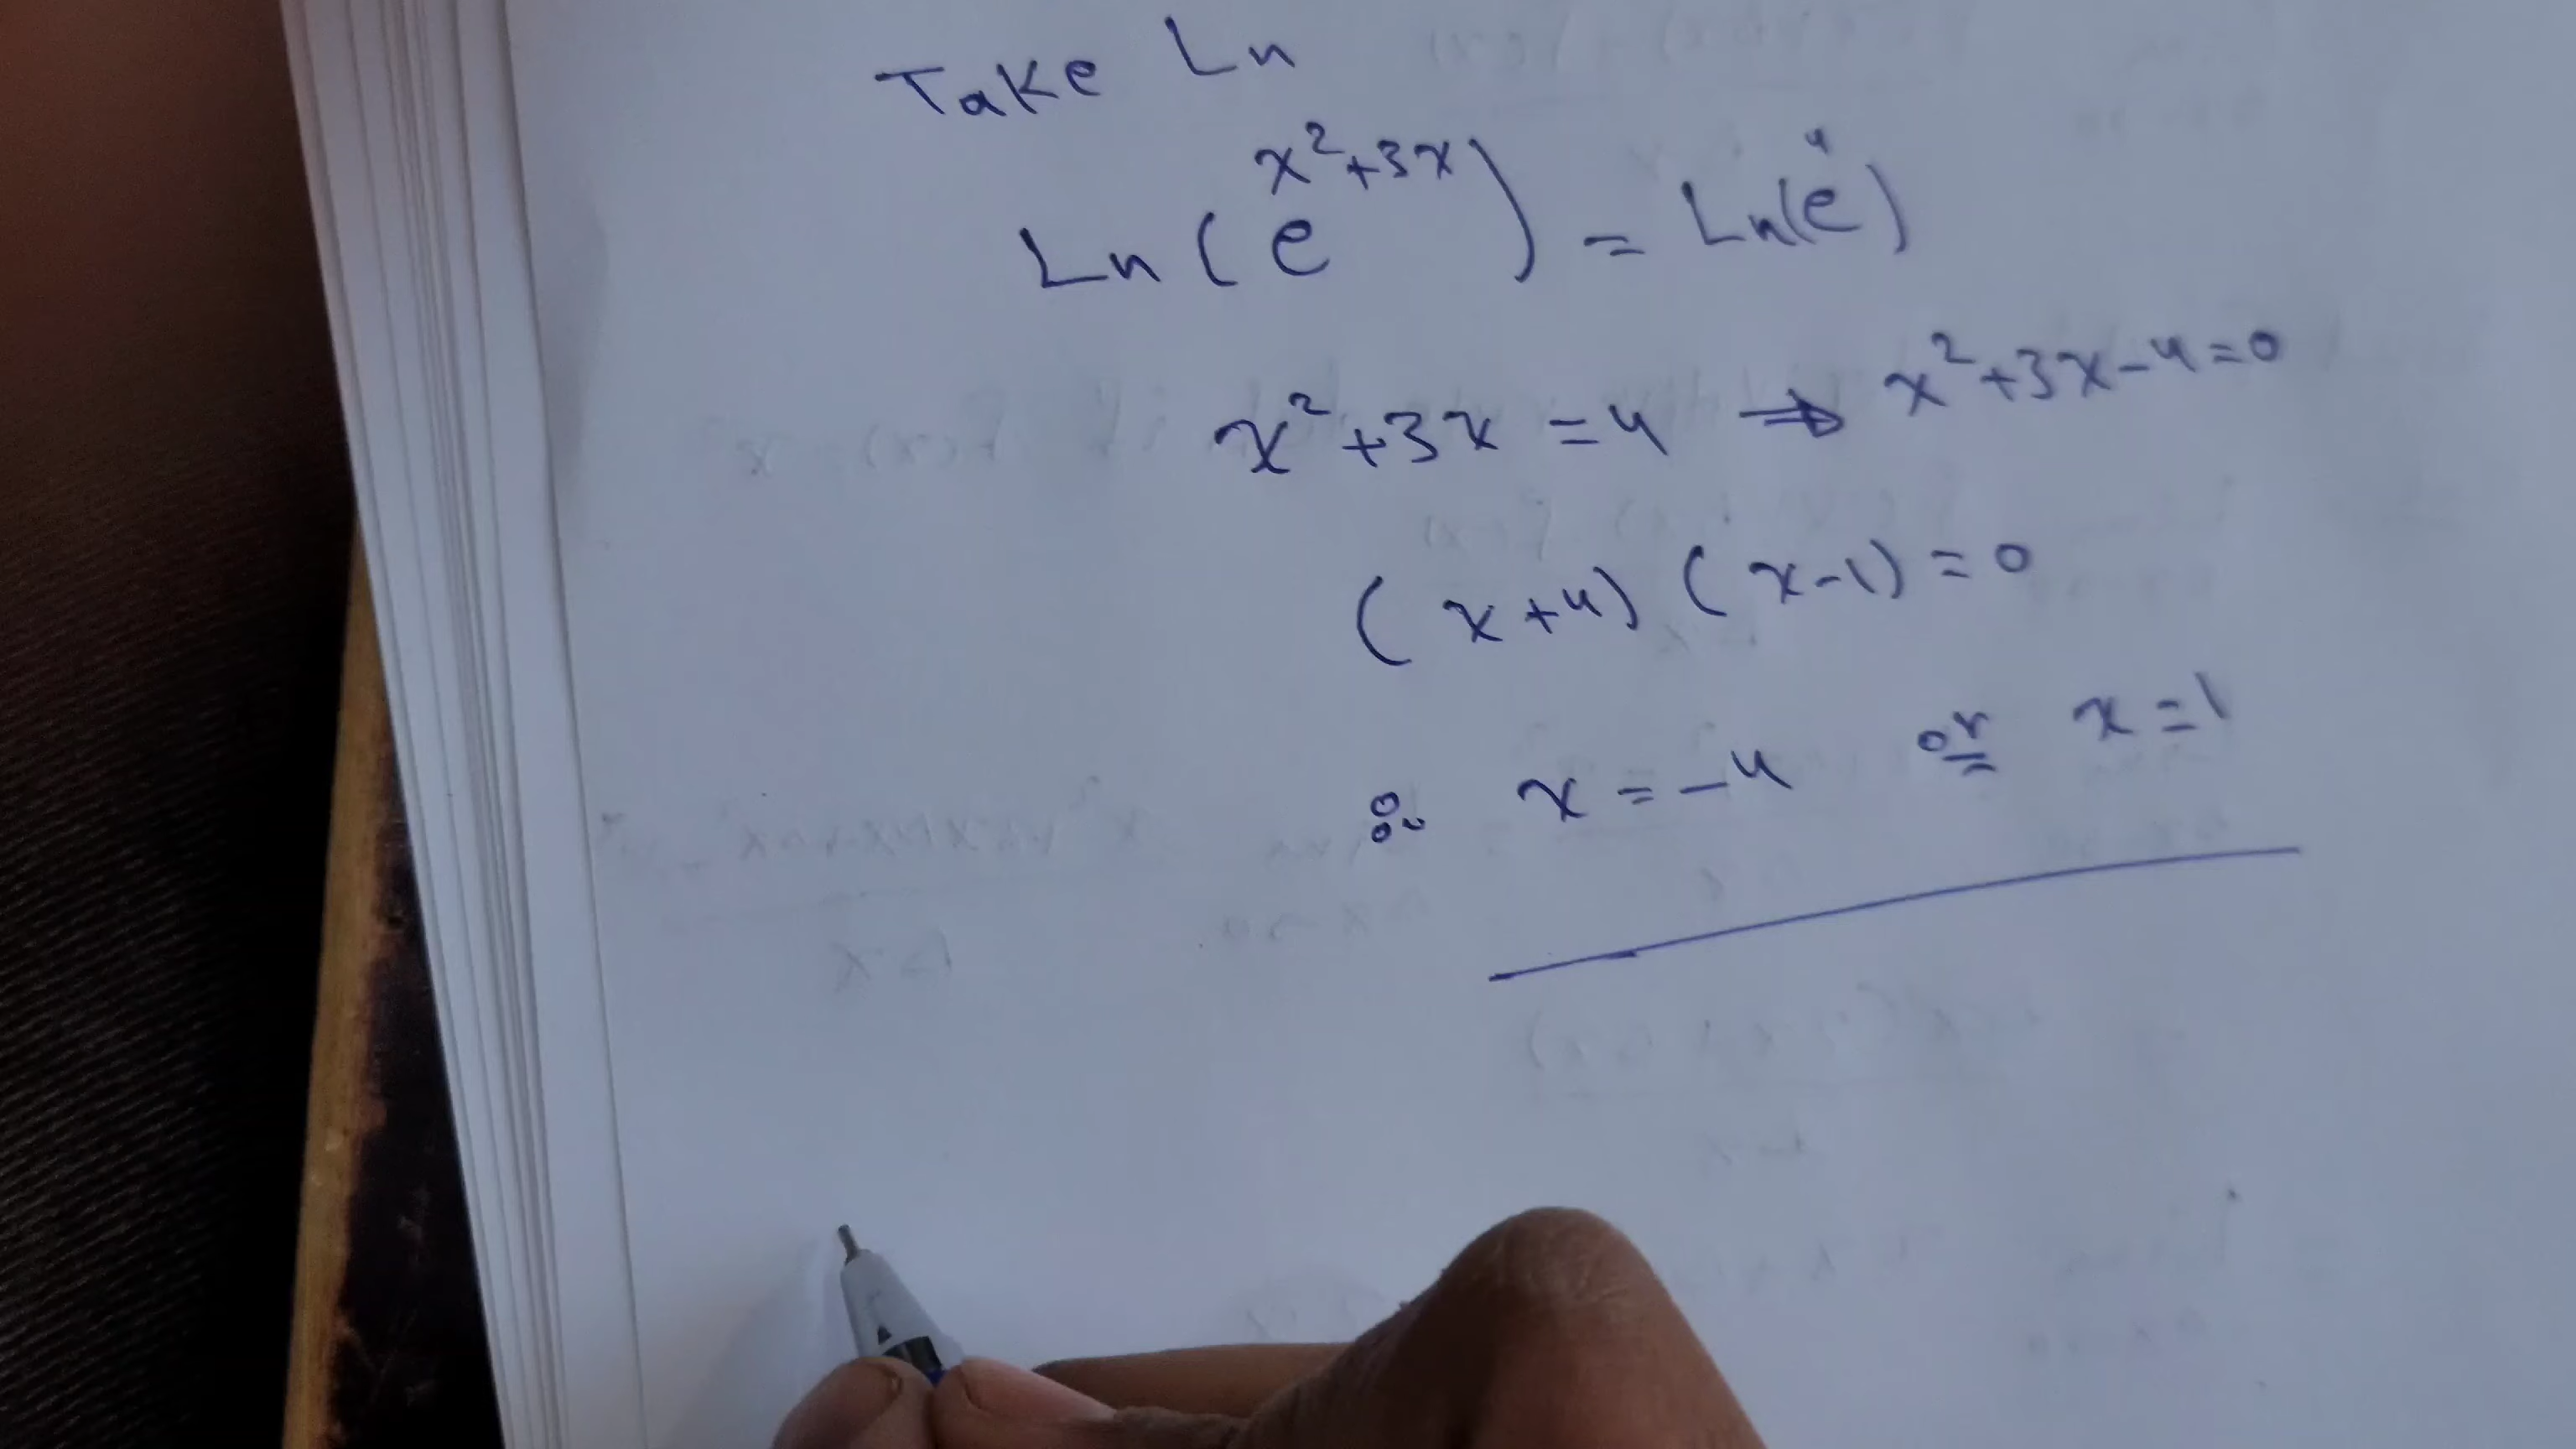 Take Ln
Ln(e^{x²+3x}) = Ln(e⁴)
x²+3x=4 ⇒ x²+3x-4=0
(x+4)(x-1)=0
∴ x=-4 or x=1